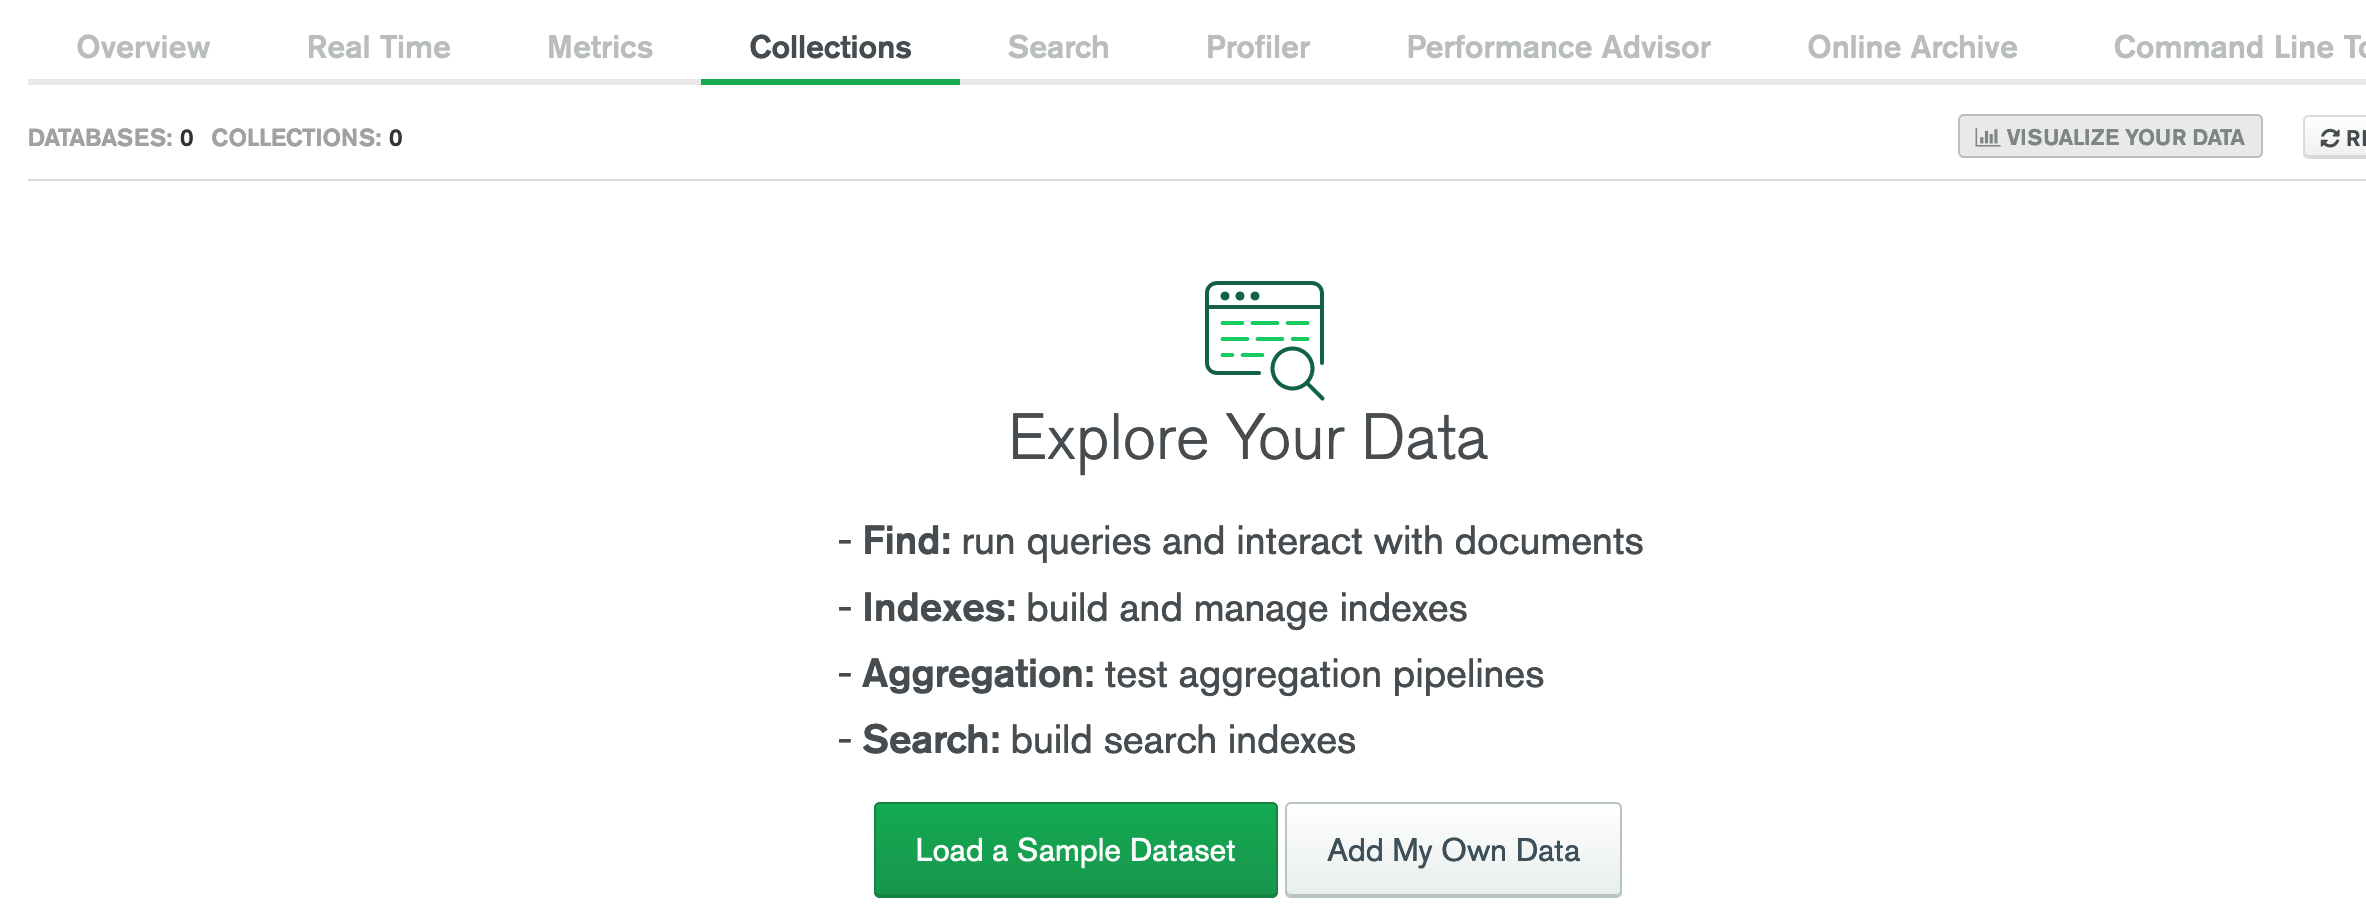 Overview Real Time Metrics Collections Search Profiler Performance Advisor Online Archive Command Line
DATABASES: 0 COLLECTIONS: 0 VISUALIZE YOUR DATA
Explore Your Data
- Find: run queries and interact with documents
- Indexes: build and manage indexes
- Aggregation: test aggregation pipelines
- Search: build search indexes
Load a Sample Dataset Add My Own Data